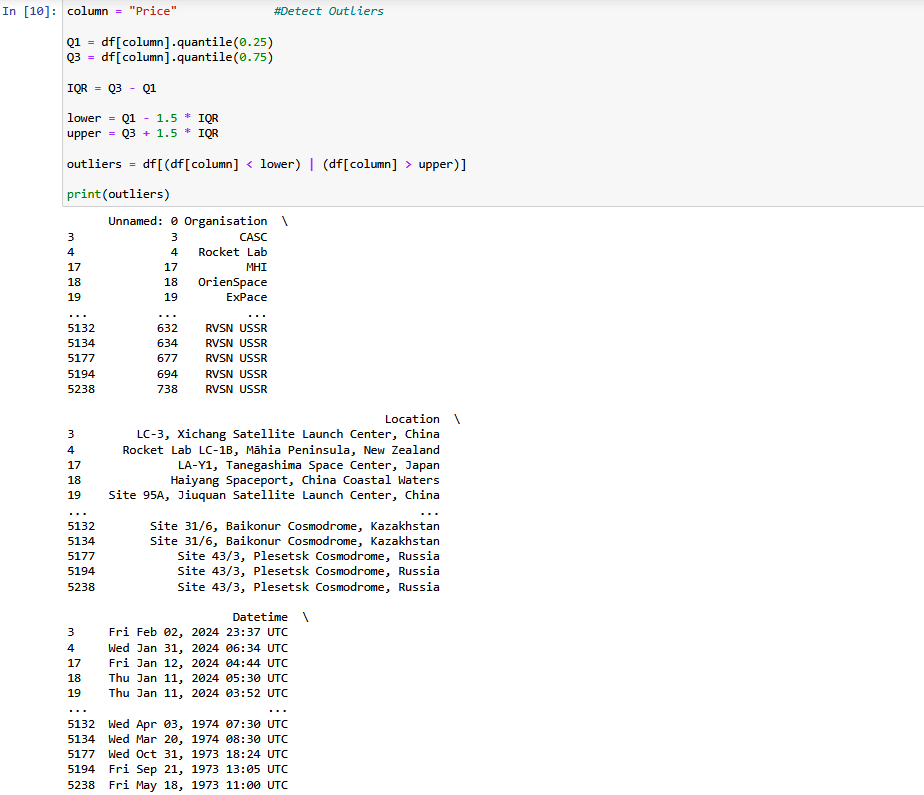 In [10]: column = "Price" #Detect Outliers
Q1 = df[column].quantile(0.25)
Q3 = df[column].quantile(0.75)
IQR = Q3 - Q1
lower = Q1 - 1.5 * IQR
upper = Q3 + 1.5 * IQR
outliers = df[(df[column] < lower) | (df[column] > upper)]
print(outliers)
Unnamed: 0 Organisation \
3 3 CASC
4 4 Rocket Lab
17 17 MHI
18 18 OrienSpace
19 19 ExPace
... ... ...
5132 632 RVSN USSR
5134 634 RVSN USSR
5177 677 RVSN USSR
5194 694 RVSN USSR
5238 738 RVSN USSR
Location \
3 LC-3, Xichang Satellite Launch Center, China
4 Rocket Lab LC-1B, Māhia Peninsula, New Zealand
17 LA-Y1, Tanegashima Space Center, Japan
18 Haiyang Spaceport, China Coastal Waters
19 Site 95A, Jiuquan Satellite Launch Center, China
... ...
5132 Site 31/6, Baikonur Cosmodrome, Kazakhstan
5134 Site 31/6, Baikonur Cosmodrome, Kazakhstan
5177 Site 43/3, Plesetsk Cosmodrome, Russia
5194 Site 43/3, Plesetsk Cosmodrome, Russia
5238 Site 43/3, Plesetsk Cosmodrome, Russia
Datetime \
3 Fri Feb 02, 2024 23:37 UTC
4 Wed Jan 31, 2024 06:34 UTC
17 Fri Jan 12, 2024 04:44 UTC
18 Thu Jan 11, 2024 05:30 UTC
19 Thu Jan 11, 2024 03:52 UTC
... ...
5132 Wed Apr 03, 1974 07:30 UTC
5134 Wed Mar 20, 1974 08:30 UTC
5177 Wed Oct 31, 1973 18:24 UTC
5194 Fri Sep 21, 1973 13:05 UTC
5238 Fri May 18, 1973 11:00 UTC